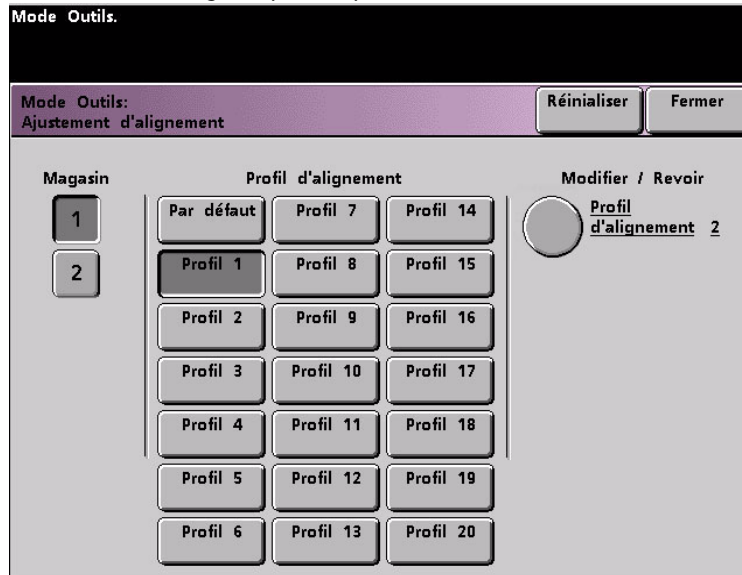 Mode Outils.
Mode Outils:
Ajustement d'alignement
Réinialiser
Fermer
Magasin
1
2
Profil d'alignement
Par défaut
Profil 7
Profil 14
Profil 1
Profil 8
Profil 15
Profil 2
Profil 9
Profil 16
Profil 3
Profil 10
Profil 17
Profil 4
Profil 11
Profil 18
Profil 5
Profil 12
Profil 19
Profil 6
Profil 13
Profil 20
Modifier / Revoir
Profil
d'alignement 2